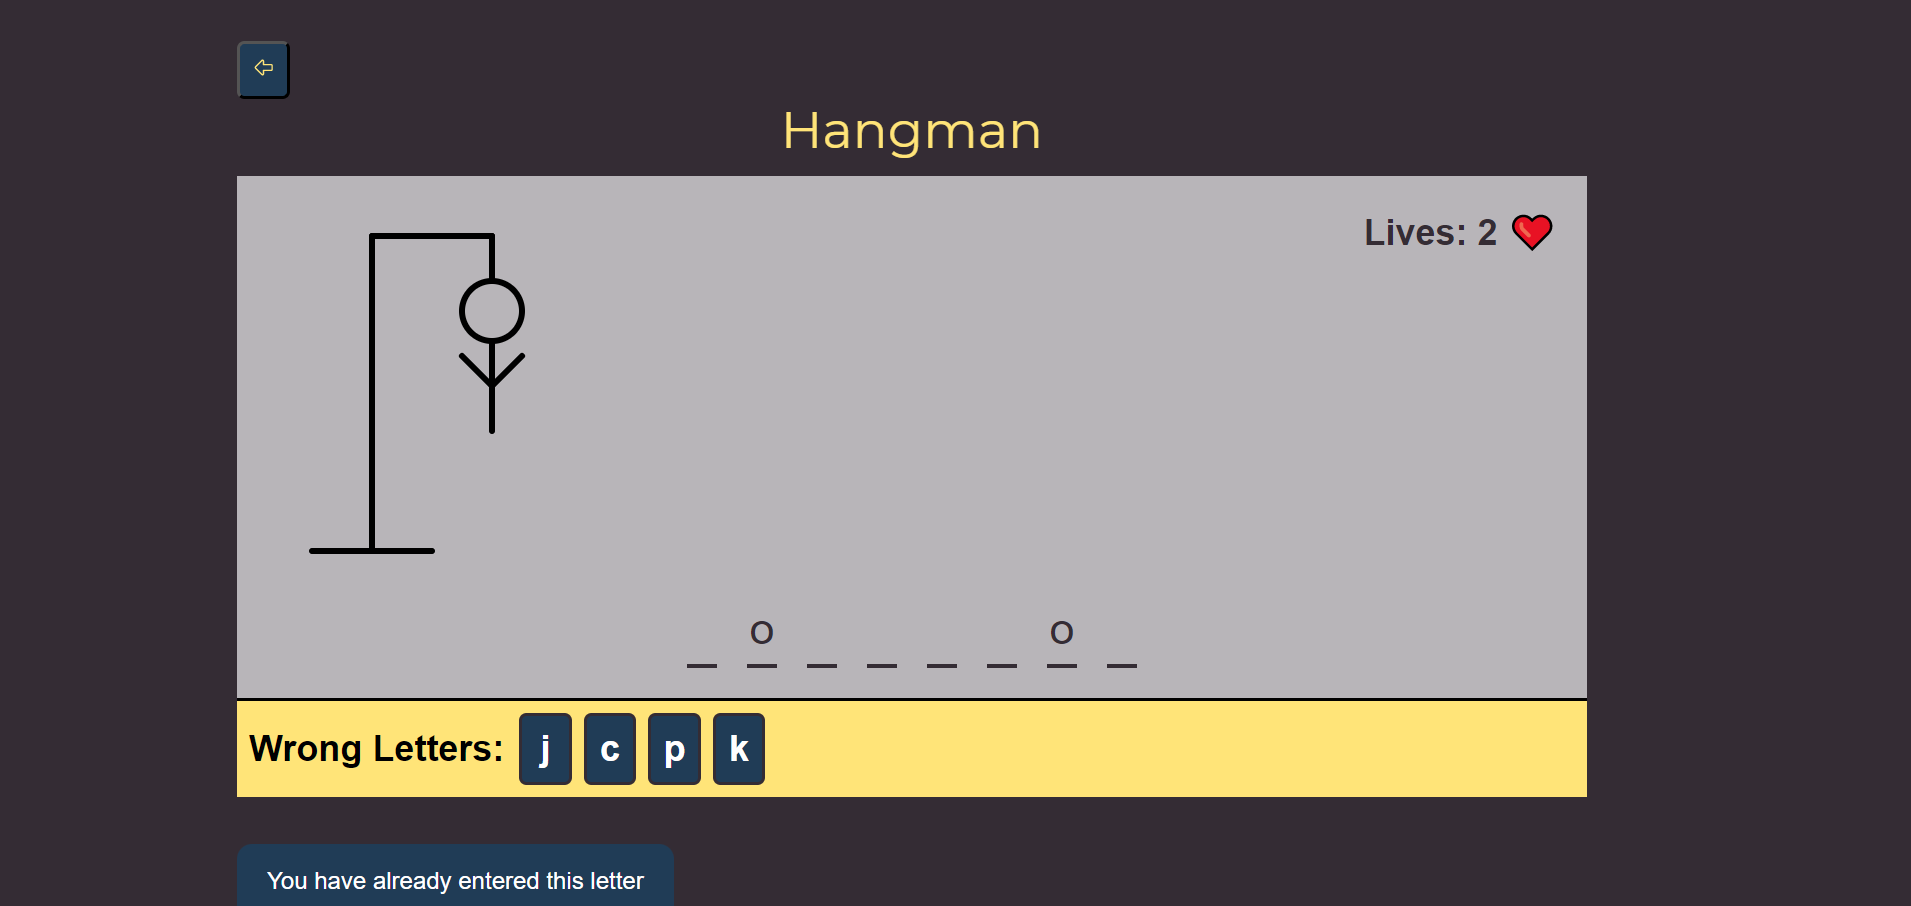 Hangman
Lives: 2
o o
Wrong Letters: j c p k
You have already entered this letter